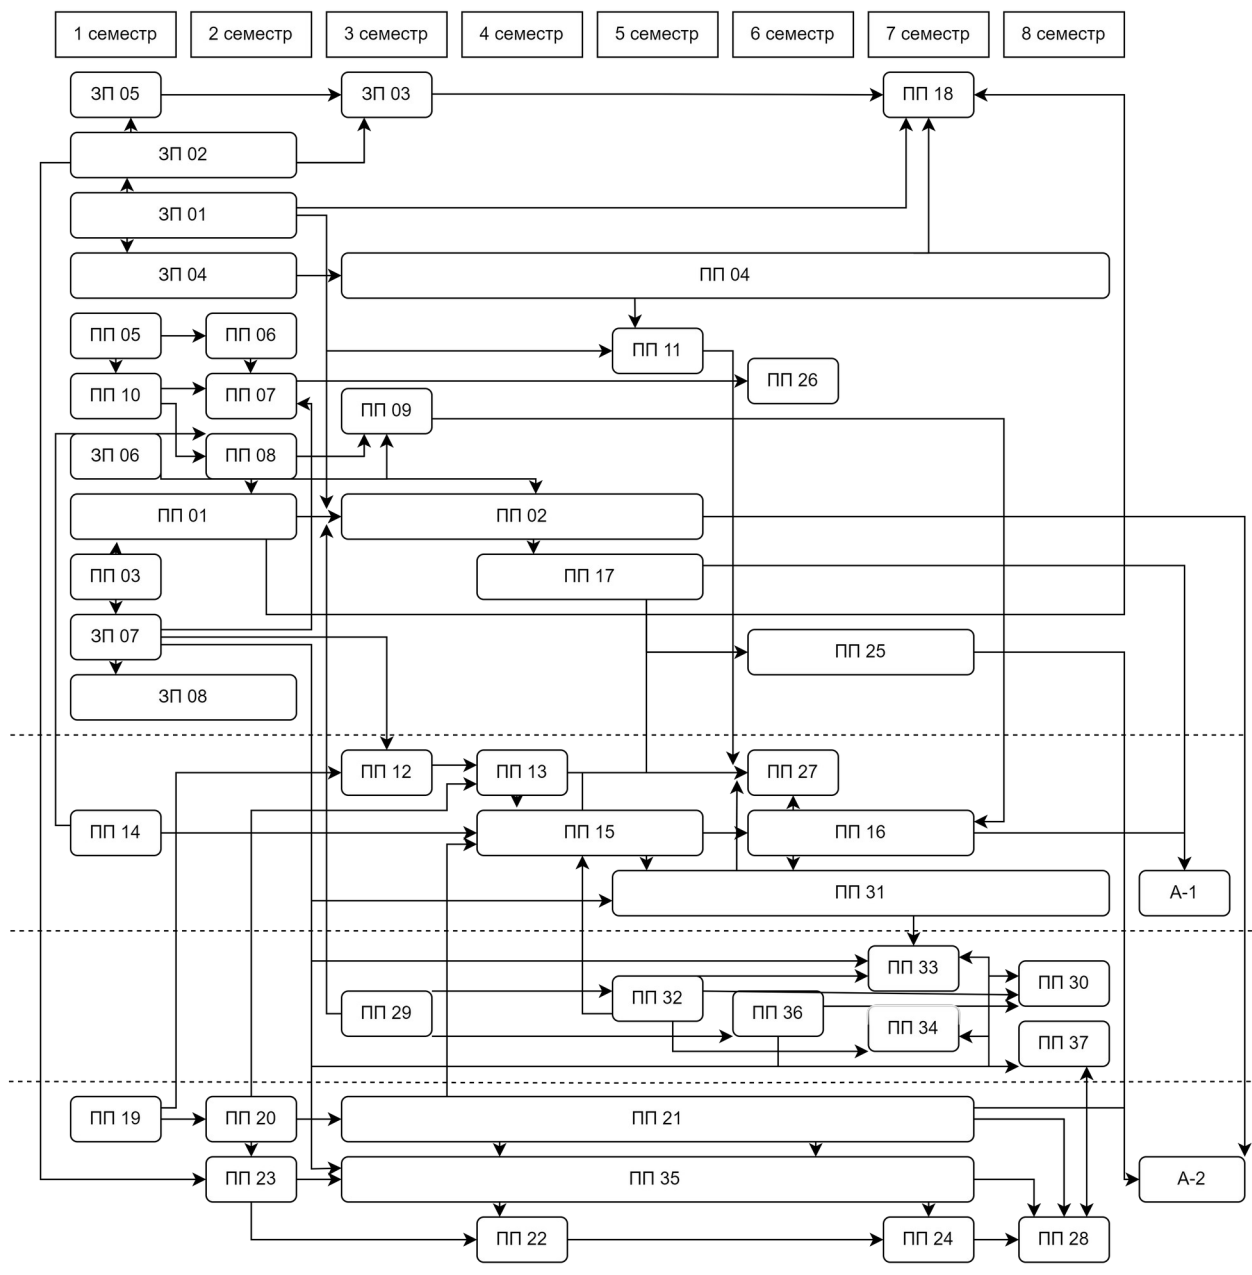 1 семестр
2 семестр
3 семестр
4 семестр
5 семестр
6 семестр
7 семестр
8 семестр
ЗП 05
ЗП 03
ПП 18
ЗП 02
ЗП 01
ЗП 04
ПП 04
ПП 05
ПП 06
ПП 11
ПП 26
ПП 10
ПП 07
ПП 09
ЗП 06
ПП 08
ПП 01
ПП 02
ПП 03
ПП 17
ЗП 07
ПП 25
ЗП 08
ПП 12
ПП 13
ПП 27
ПП 14
ПП 15
ПП 16
ПП 31
А-1
ПП 33
ПП 30
ПП 32
ПП 29
ПП 36
ПП 34
ПП 37
ПП 19
ПП 20
ПП 21
ПП 23
ПП 35
А-2
ПП 22
ПП 24
ПП 28